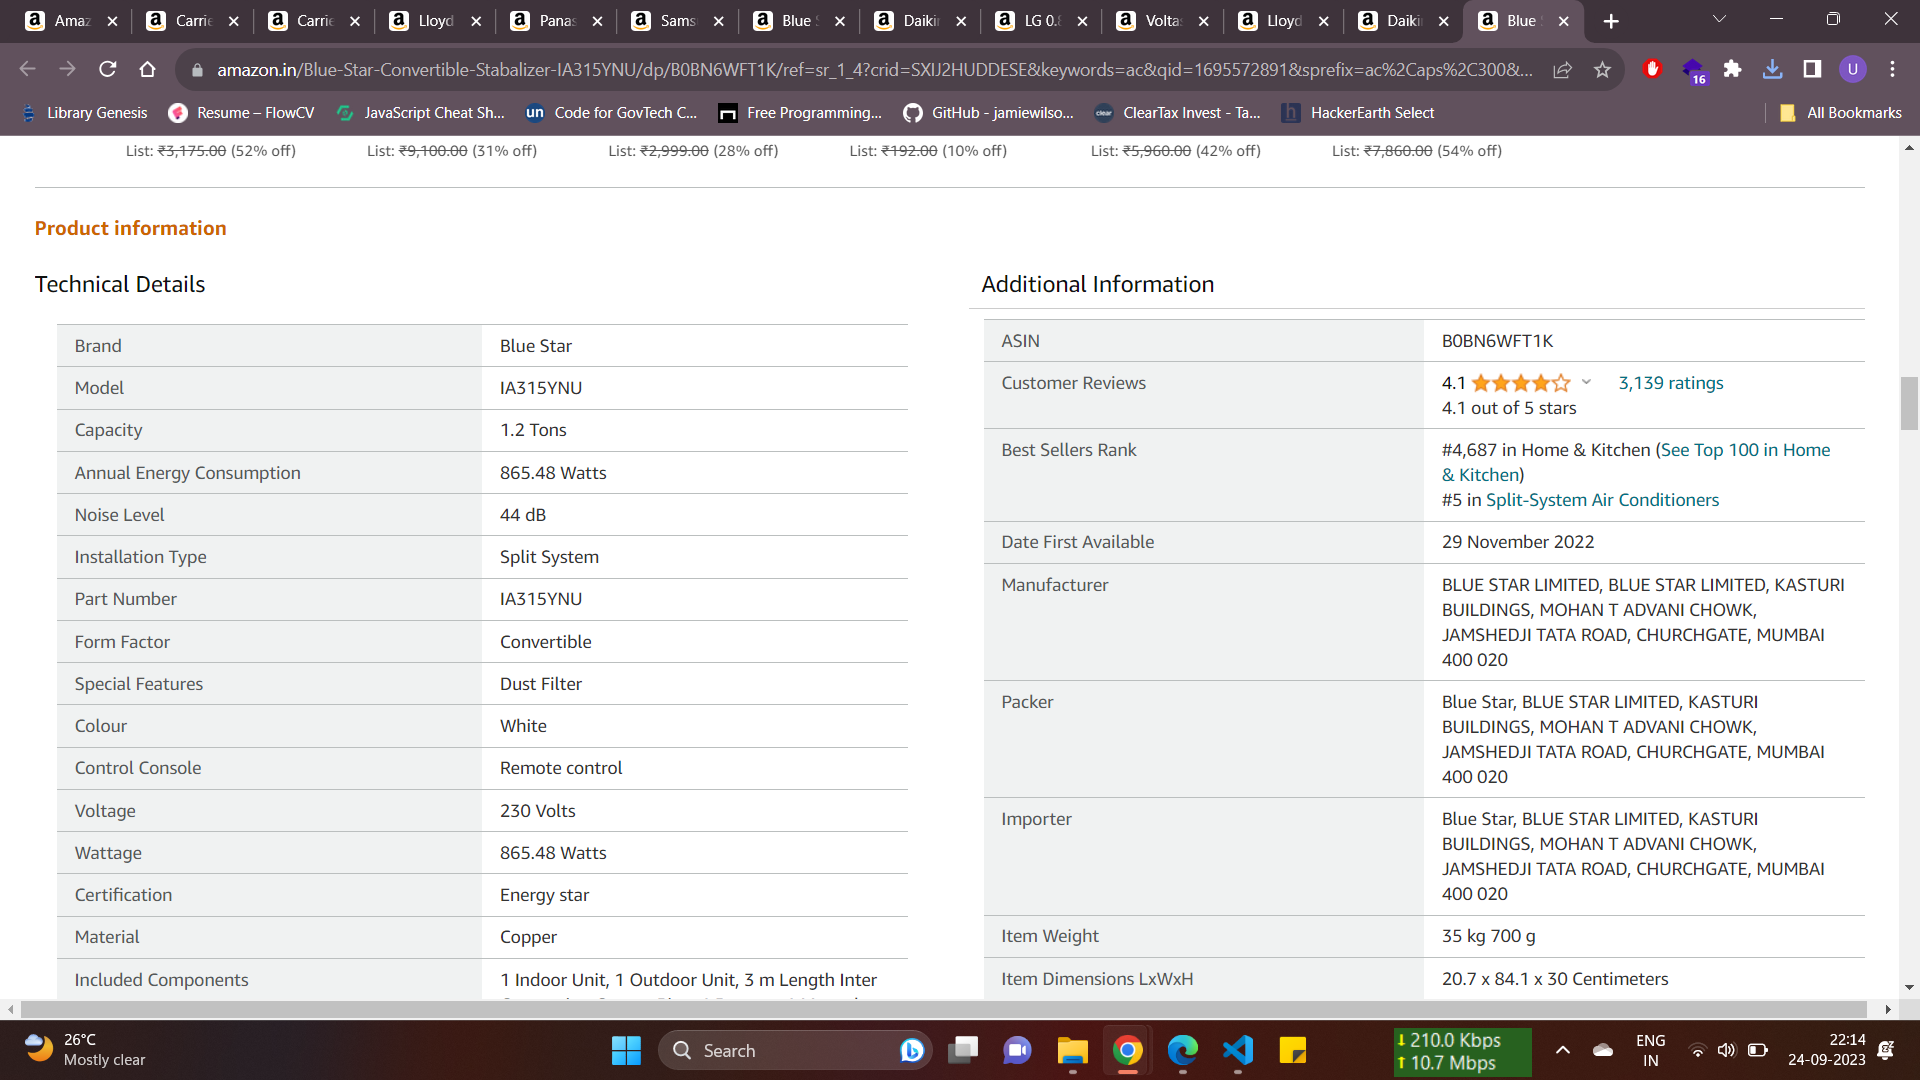 Amaz
Carrie
Carrie
Lloyd
Panas
Sams
Blue S
Daikin
LG 0.8
Voltas
Lloyd
Daikin
Blue
amazon.in/Blue-Star-Convertible-Stabalizer-IA315YNU/dp/B0BN6WFT1K/ref=sr_1_4?crid=SXIJ2HUDDESE&keywords=ac&qid=1695572891&sprefix=ac%2Caps%2C300&...
16
U
Library Genesis
Resume – FlowCV
JavaScript Cheat Sh...
un Code for GovTech C...
Free Programming...
GitHub - jamiewilso...
clear ClearTax Invest - Ta...
h HackerEarth Select
All Bookmarks
List: ₹3,175.00 (52% off)
List: ₹9,100.00 (31% off)
List: ₹2,999.00 (28% off)
List: ₹192.00 (10% off)
List: ₹5,960.00 (42% off)
List: ₹7,860.00 (54% off)
Product information
Technical Details
Brand Blue Star
Model IA315YNU
Capacity 1.2 Tons
Annual Energy Consumption 865.48 Watts
Noise Level 44 dB
Installation Type Split System
Part Number IA315YNU
Form Factor Convertible
Special Features Dust Filter
Colour White
Control Console Remote control
Voltage 230 Volts
Wattage 865.48 Watts
Certification Energy star
Material Copper
Included Components 1 Indoor Unit, 1 Outdoor Unit, 3 m Length Inter
Additional Information
ASIN B0BN6WFT1K
Customer Reviews 4.1 3,139 ratings
4.1 out of 5 stars
Best Sellers Rank #4,687 in Home & Kitchen (See Top 100 in Home
& Kitchen)
#5 in Split-System Air Conditioners
Date First Available 29 November 2022
Manufacturer BLUE STAR LIMITED, BLUE STAR LIMITED, KASTURI
BUILDINGS, MOHAN T ADVANI CHOWK,
JAMSHEDJI TATA ROAD, CHURCHGATE, MUMBAI
400 020
Packer Blue Star, BLUE STAR LIMITED, KASTURI
BUILDINGS, MOHAN T ADVANI CHOWK,
JAMSHEDJI TATA ROAD, CHURCHGATE, MUMBAI
400 020
Importer Blue Star, BLUE STAR LIMITED, KASTURI
BUILDINGS, MOHAN T ADVANI CHOWK,
JAMSHEDJI TATA ROAD, CHURCHGATE, MUMBAI
400 020
Item Weight 35 kg 700 g
Item Dimensions LxWxH 20.7 x 84.1 x 30 Centimeters
26°C
Mostly clear
Search
210.0 Kbps
10.7 Mbps
ENG
IN
22:14
24-09-2023